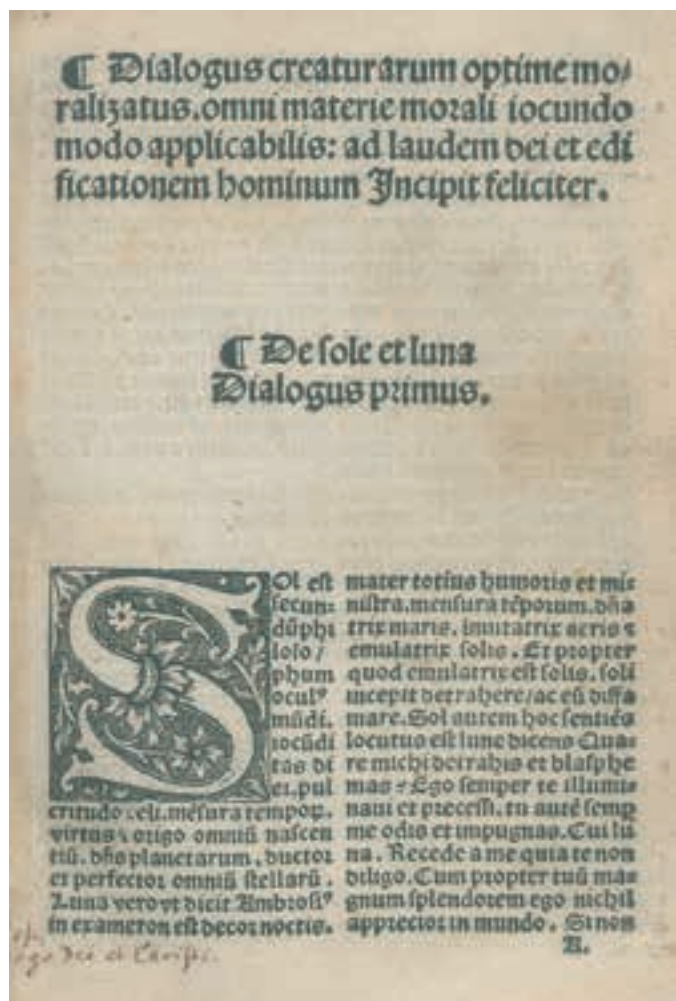 ¶ Dialogus creaturarum optime mo⸗
ralizatus. omni materie morali iocundo
modo applicabilis: ad laudem dei et edi
ficationem hominum Incipit feliciter.
¶ De sole et luna
Dialogus primus.
SOl est
secun⸗
dũ phi
loso /
phum
oculꝰ
mũdi.
iocũdi
tas di
ei. pul
critudo celi. mẽsura tempoꝝ.
virtus ⁊ origo omniũ nascen
tiũ. dñs planetarum. ductor
et perfector omniũ stellarũ.
Luna vero vt dicit Ambrosiꝰ
in exameron est decor noctis.
mater totius humoris et mi⸗
nistra. mensura tẽporum. dña
trix maris. imitatrix aeris ⁊
emulatrix solis. Et propter
quod emulatrix est solis. soli
incepit detrahere / ac eũ diffa
mare. Sol autem hoc sentiẽs
locutus est lune dicens Qua⸗
re michi detrahis et blasphe
mas ⁊ Ego semper te illumi⸗
naui et precessi. tu autẽ semp
me odis et impugnas. Cui lu
na. Recede a me quia te non
diligo. Cum propter tuũ ma⸗
gnum splendorem ego nichil
apprecior in mundo. Si non
A.
dei et Christi.